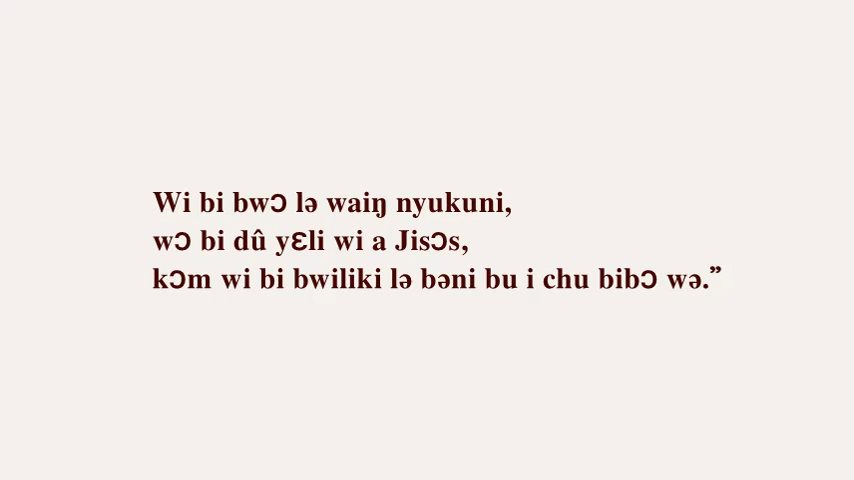 Wi bi bwɔ lə waiŋ nyukuni,
wɔ bi dû yɛli wi a Jisɔs,
kɔm wi bi bwiliki lə bəni bu i chu bibɔ wə.”